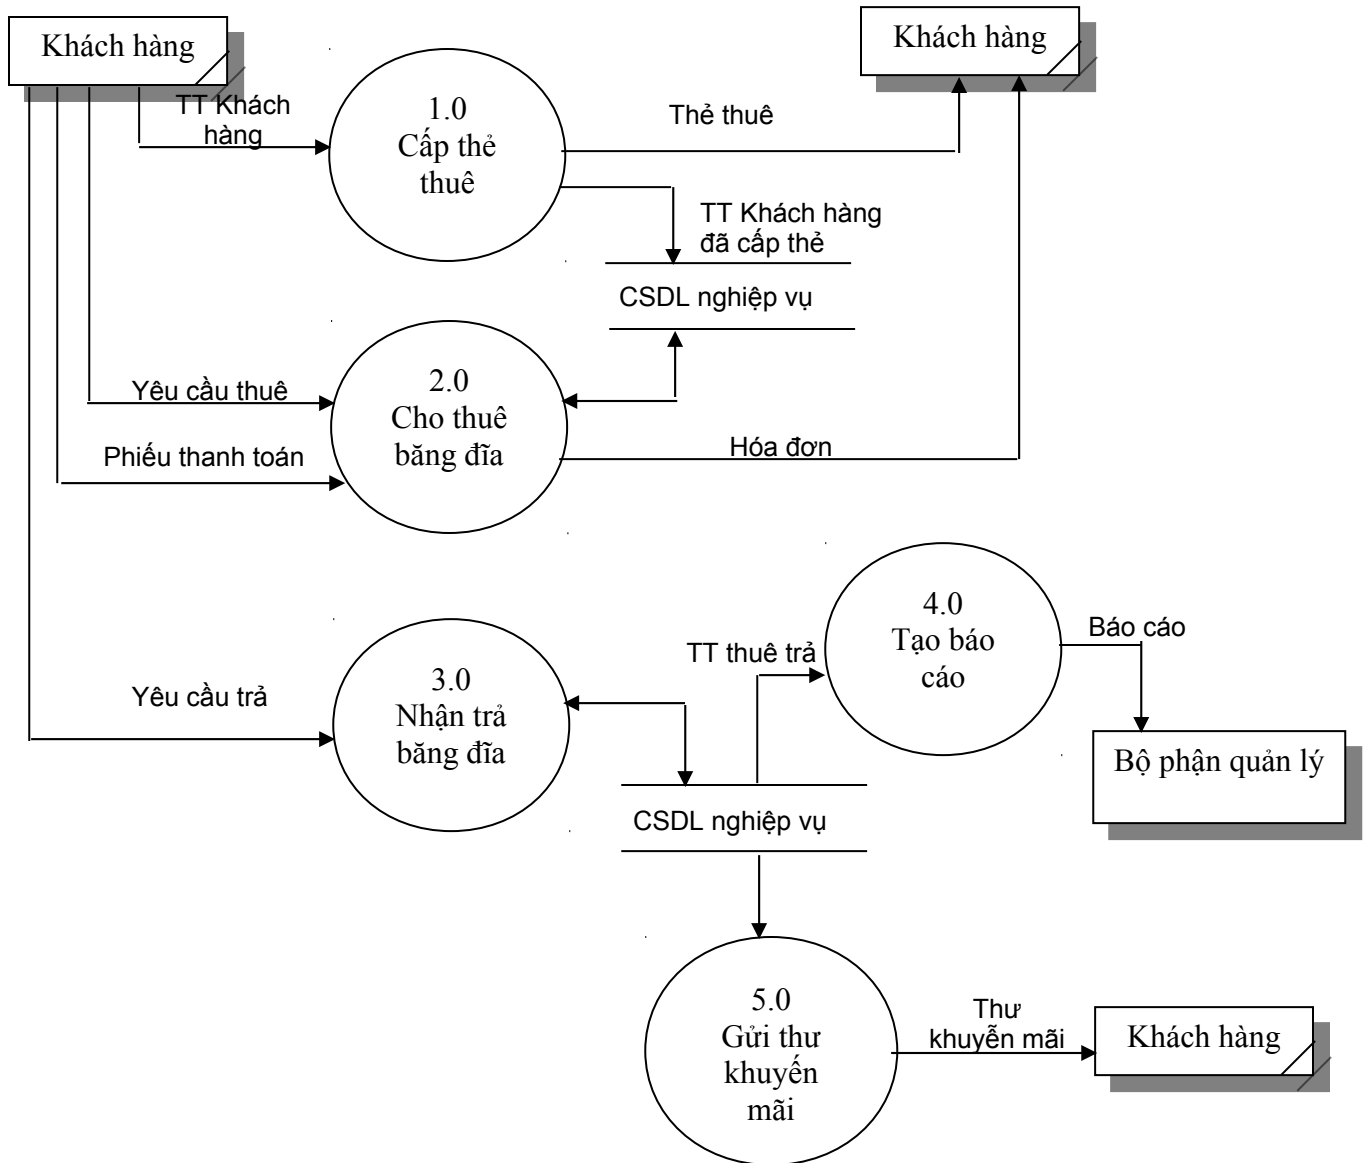 Khách hàng
Khách hàng
TT Khách
hàng
1.0
Cấp thẻ
thuê
Thẻ thuê
TT Khách hàng
đã cấp thẻ
CSDL nghiệp vụ
Yêu cầu thuê
2.0
Cho thuê
băng đĩa
Phiếu thanh toán
Hóa đơn
4.0
Tạo báo
cáo
Báo cáo
TT thuê trả
Yêu cầu trả
3.0
Nhận trả
băng đĩa
Bộ phận quản lý
CSDL nghiệp vụ
5.0
Gửi thư
khuyến
mãi
Thư
khuyễn mãi
Khách hàng